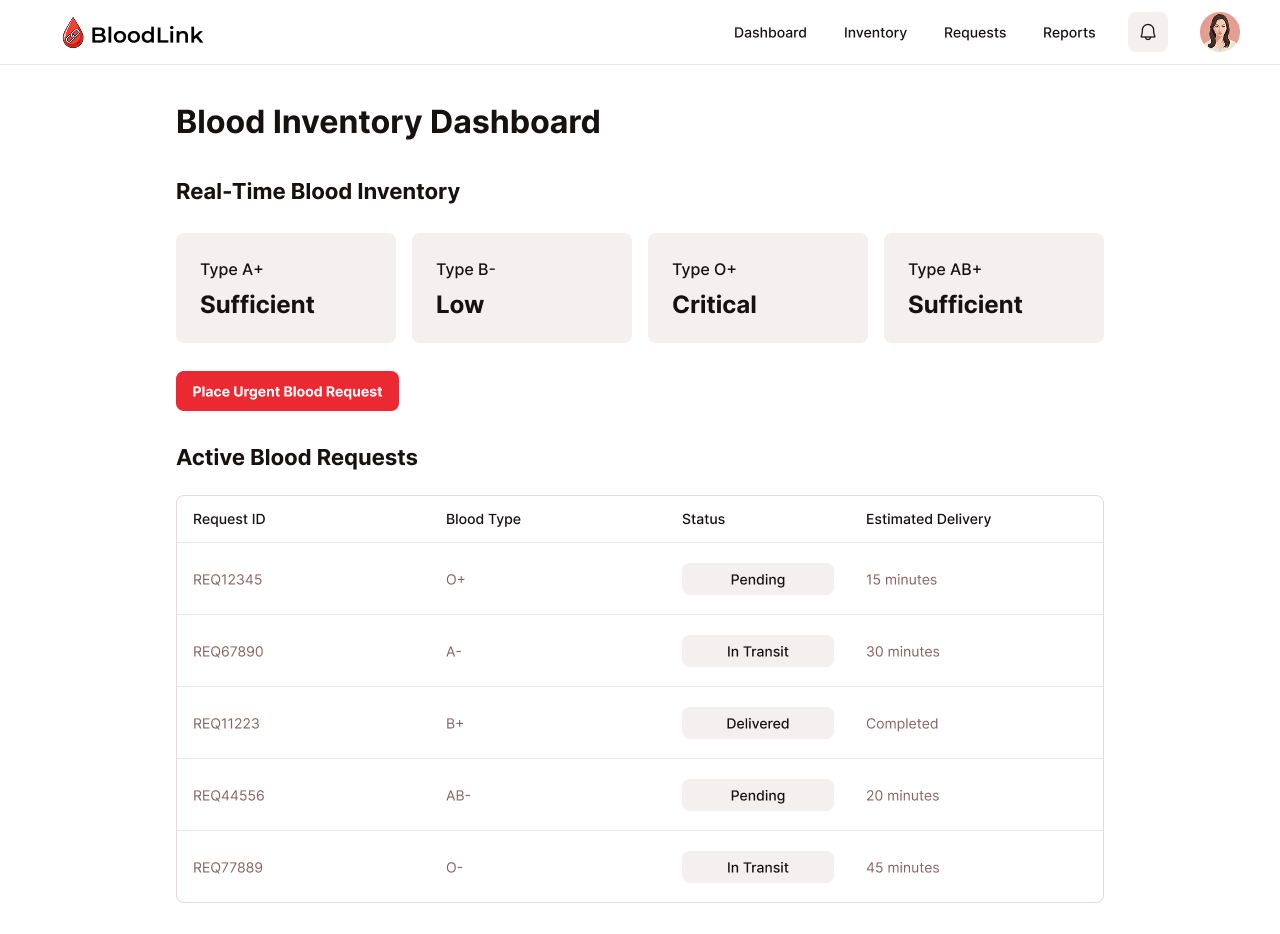 BloodLink
Dashboard Inventory Requests Reports
Blood Inventory Dashboard
Real-Time Blood Inventory
Type A+ Type B- Type O+ Type AB+
Sufficient Low Critical Sufficient
Place Urgent Blood Request
Active Blood Requests
Request ID Blood Type Status Estimated Delivery
REQ12345 O+ Pending 15 minutes
REQ67890 A- In Transit 30 minutes
REQ11223 B+ Delivered Completed
REQ44556 AB- Pending 20 minutes
REQ77889 O- In Transit 45 minutes